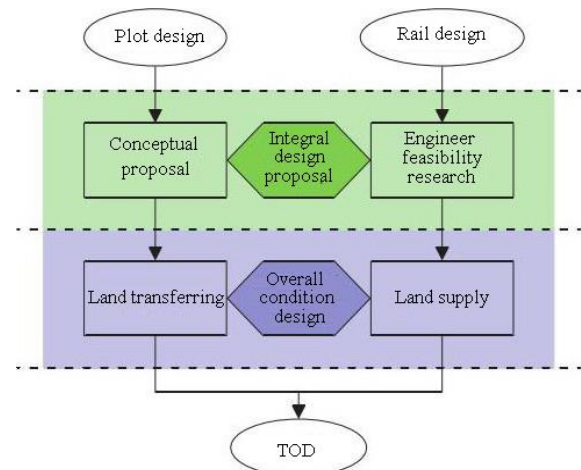 Plot design
Rail design
Conceptual
proposal
Integral
design
proposal
Engineer
feasibility
research
Land transferring
Overall
condition
design
Land supply
TOD